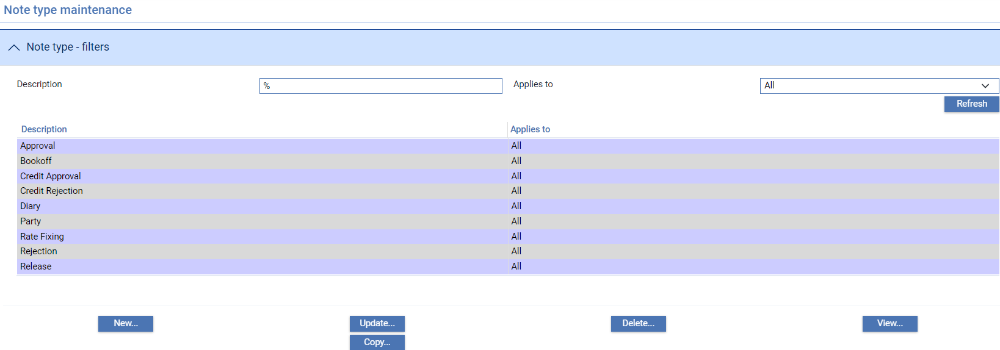 Note type maintenance
Note type - filters
Description % Applies to All
Refresh
Description Applies to
Approval All
Bookoff All
Credit Approval All
Credit Rejection All
Diary All
Party All
Rate Fixing All
Rejection All
Release All
New... Update... Delete... View...
Copy...